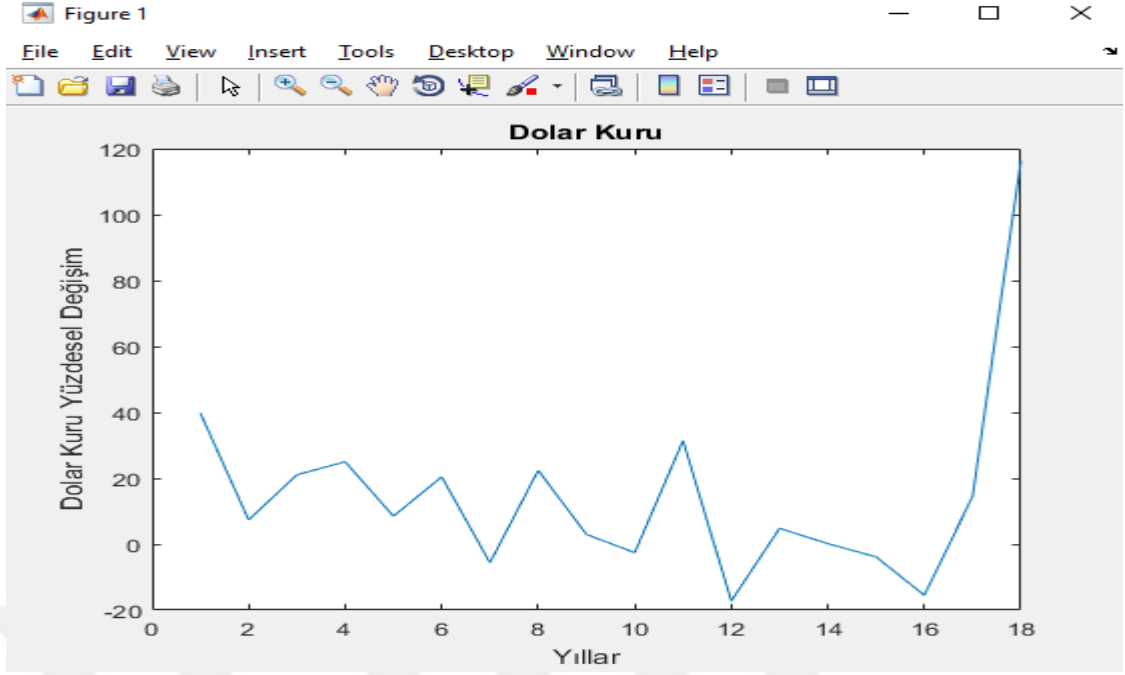 Figure 1
File Edit View Insert Tools Desktop Window Help
Dolar Kuru
120
100
80
60
40
20
0
-20
Dolar Kuru Yüzdesel Değişim
0 2 4 6 8 10 12 14 16 18
Yıllar